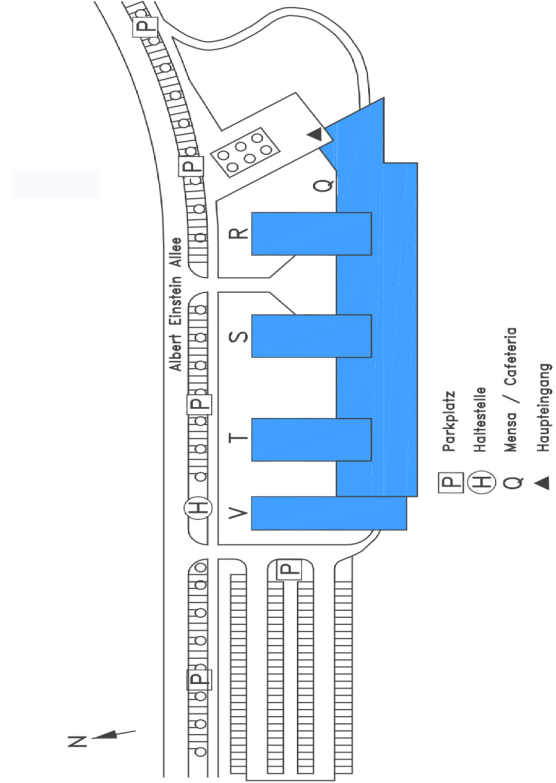 P
P
Albert Einstein Allee
P
H
P
P
N
V
T
S
R
Q
P Parkplatz
H Haltestelle
Q Mensa / Cafeteria
▲ Haupteingang